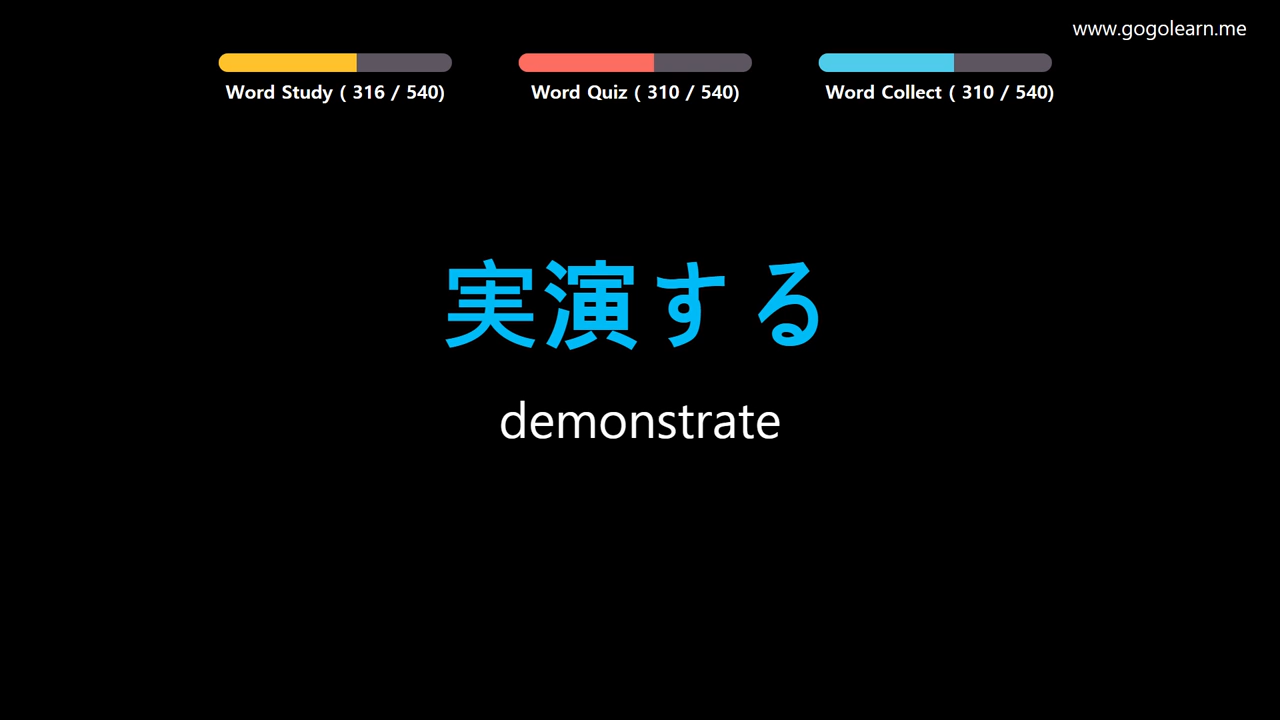 www.gogolearn.me
Word Study ( 316 / 540)
Word Quiz ( 310 / 540)
Word Collect ( 310 / 540)
実演する
demonstrate